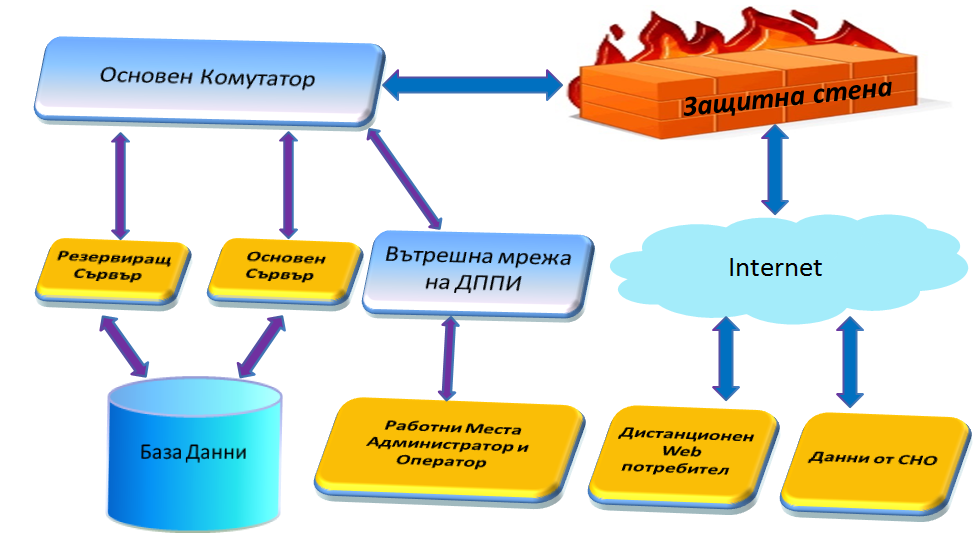 Основен Комутатор
Защитна стена
Резервиращ
Сървър
Основен
Сървър
Вътрешна мрежа
на ДППИ
Internet
База Данни
Работни Места
Администратор и
Оператор
Дистанционен
Web
потребител
Данни от СНО